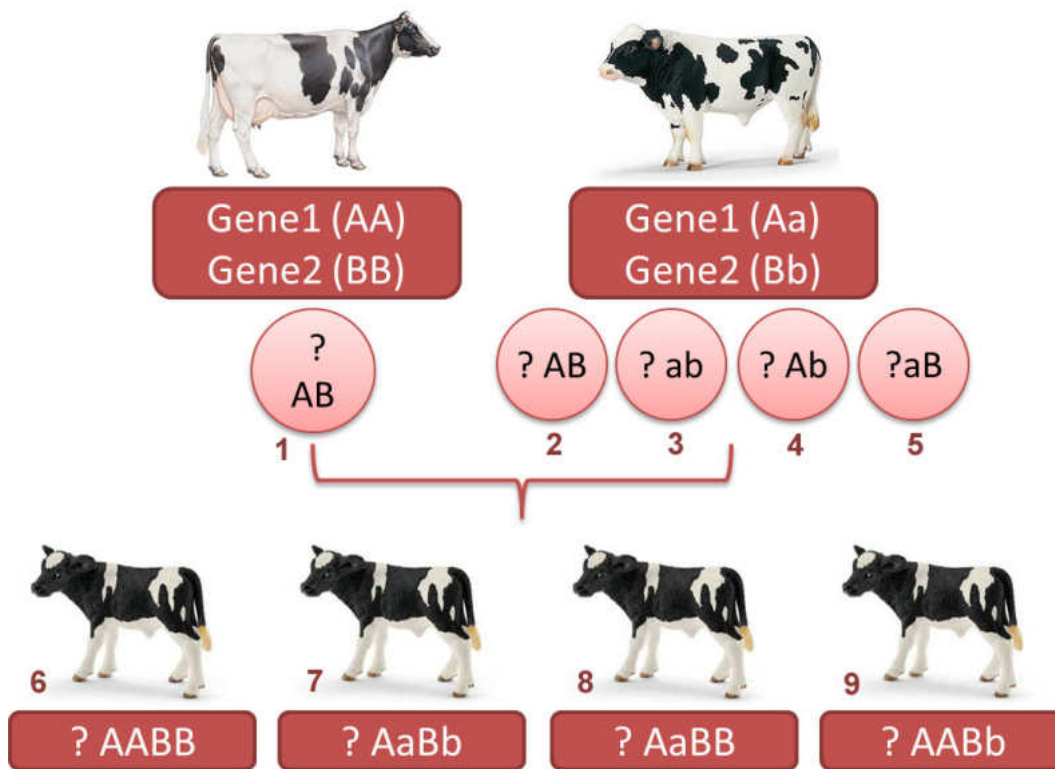 Gene1 (AA)
Gene2 (BB)
Gene1 (Aa)
Gene2 (Bb)
?
AB
? AB
? ab
? Ab
?aB
1
2
3
4
5
6
7
8
9
? AABB
? AaBb
? AaBB
? AABb